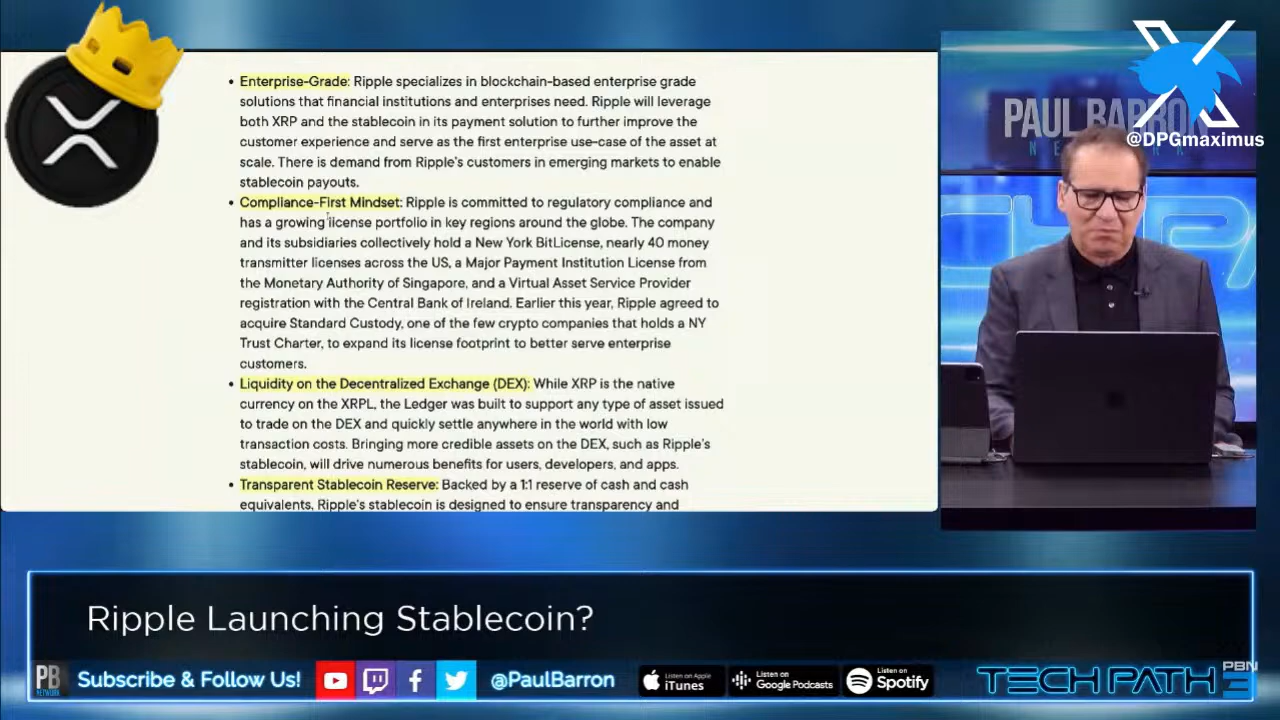 • Enterprise-Grade: Ripple specializes in blockchain-based enterprise grade
solutions that financial institutions and enterprises need. Ripple will leverage
both XRP and the stablecoin in its payment solution to further improve the
customer experience and serve as the first enterprise use-case of the asset at
scale. There is demand from Ripple's customers in emerging markets to enable
stablecoin payouts.
• Compliance-First Mindset: Ripple is committed to regulatory compliance and
has a growing license portfolio in key regions around the globe. The company
and its subsidiaries collectively hold a New York BitLicense, nearly 40 money
transmitter licenses across the US, a Major Payment Institution License from
the Monetary Authority of Singapore, and a Virtual Asset Service Provider
registration with the Central Bank of Ireland. Earlier this year, Ripple agreed to
acquire Standard Custody, one of the few crypto companies that holds a NY
Trust Charter, to expand its license footprint to better serve enterprise
customers.
• Liquidity on the Decentralized Exchange (DEX): While XRP is the native
currency on the XRPL, the Ledger was built to support any type of asset issued
to trade on the DEX and quickly settle anywhere in the world with low
transaction costs. Bringing more credible assets on the DEX, such as Ripple's
stablecoin, will drive numerous benefits for users, developers, and apps.
• Transparent Stablecoin Reserve: Backed by a 1:1 reserve of cash and cash
equivalents, Ripple's stablecoin is designed to ensure transparency and
PAUL BARRON
@DPGmaximus
Ripple Launching Stablecoin?
PB
NETWORK
Subscribe & Follow Us!
@PaulBarron
Listen on Apple
iTunes
Listen on
Google Podcasts
Listen on
Spotify
TECH PATH
PBN